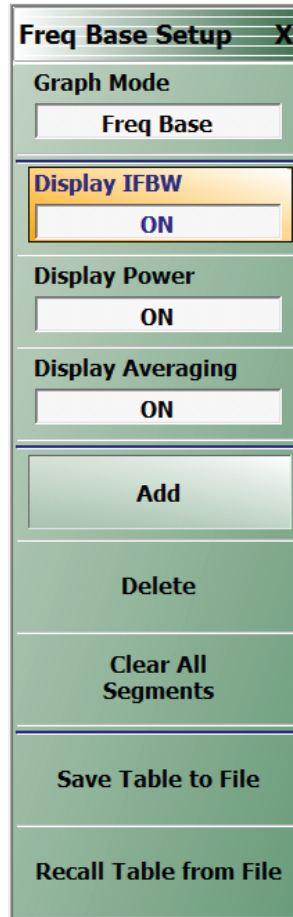 Freq Base Setup X
Graph Mode
Freq Base
Display IFBW
ON
Display Power
ON
Display Averaging
ON
Add
Delete
Clear All
Segments
Save Table to File
Recall Table from File